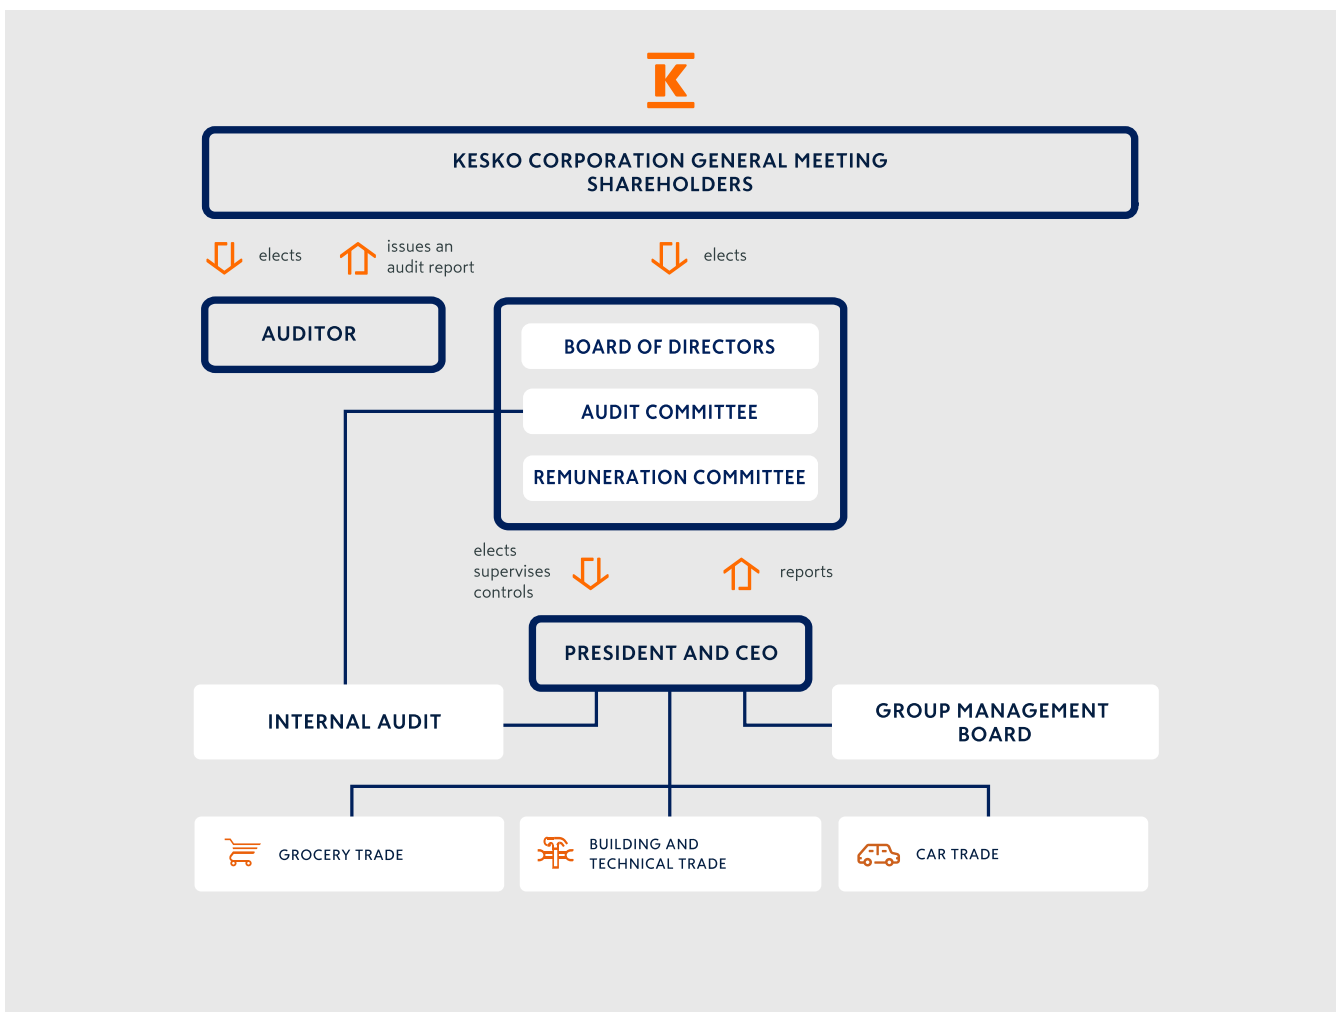 K
KESKO CORPORATION GENERAL MEETING
SHAREHOLDERS
elects
issues an
audit report
elects
AUDITOR
BOARD OF DIRECTORS
AUDIT COMMITTEE
REMUNERATION COMMITTEE
elects
supervises
controls
reports
PRESIDENT AND CEO
INTERNAL AUDIT
GROUP MANAGEMENT
BOARD
GROCERY TRADE
BUILDING AND
TECHNICAL TRADE
CAR TRADE